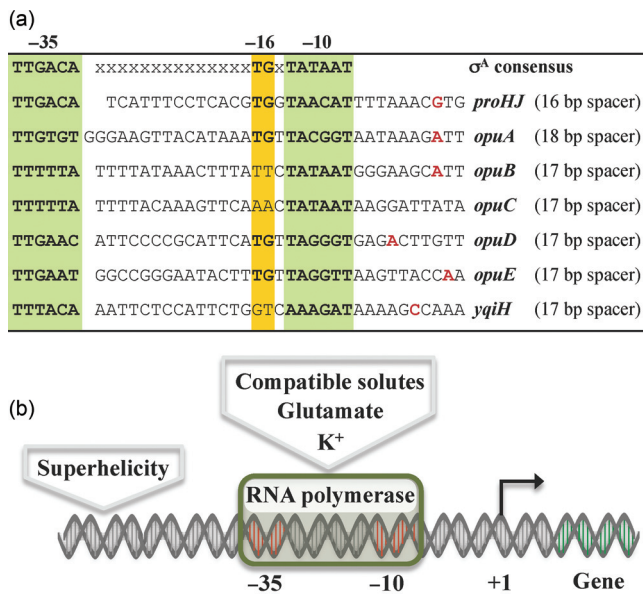 (a)
−35 −16 −10
TTGACA xxxxxxxxxxxxxxTGxTATAAT σA consensus
TTGACA TCATTTCCTCACGTGGTAACATTTTAAACGTG proHJ (16 bp spacer)
TTGTGT GGGAAGTTACATAAATGTTACGGTAATAAAGATT opuA (18 bp spacer)
TTTTTA TTTTATAAACTTTATTCTATAATGGGAAGCATT opuB (17 bp spacer)
TTTTTA TTTTACAAAGTTCAAACTATAATAAGGATTATA opuC (17 bp spacer)
TTGAAC ATTCCCCGCATTCATGTTAGGGTGAGACTTGTT opuD (17 bp spacer)
TTGAAT GGCCGGGAATACTTTGTTAGGTTAAGTTACCAA opuE (17 bp spacer)
TTTACA AATTCTCCATTCTGGTCAAAGATAAAAGCCAAA yqiH (17 bp spacer)
(b)
Compatible solutes
Glutamate
K+
Superhelicity
RNA polymerase
−35 −10 +1 Gene